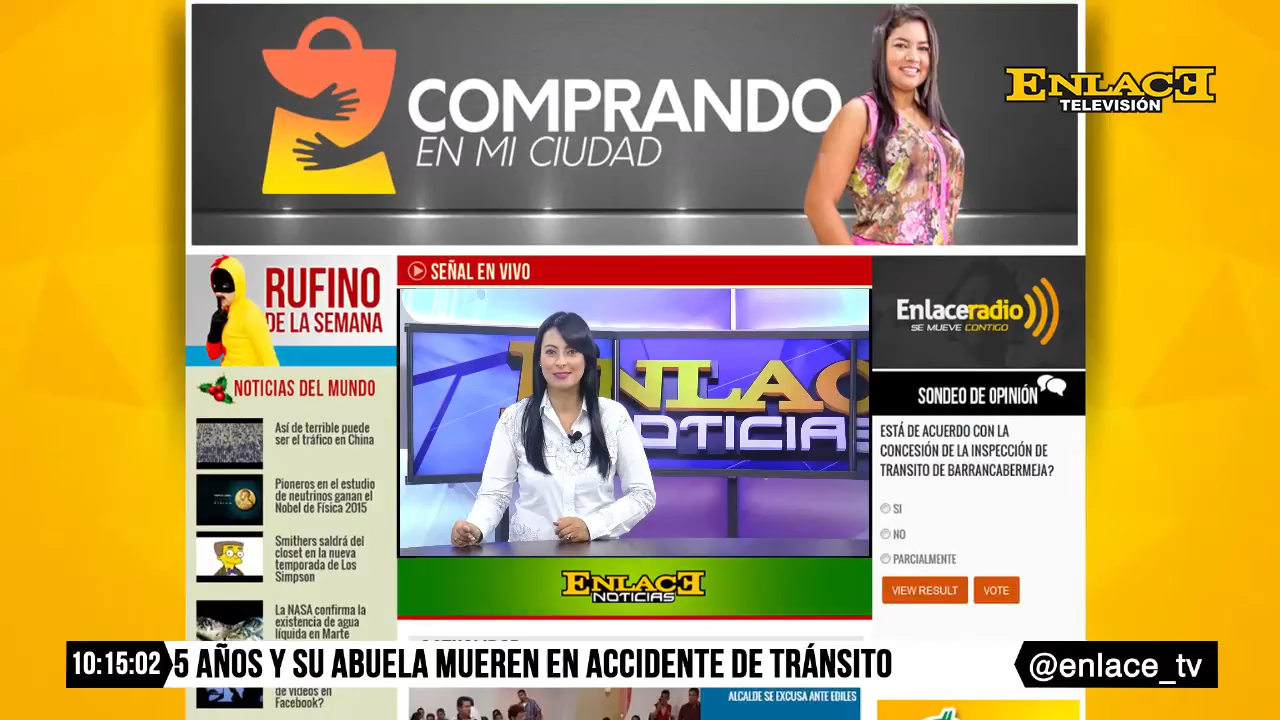 COMPRANDO
EN MI CIUDAD
ENLACE
TELEVISIÓN
RUFINO
DE LA SEMANA
NOTICIAS DEL MUNDO
Así de terrible puede
ser el tráfico en China
Pioneros en el estudio
de neutrinos ganan el
Nobel de Física 2015
Smithers saldrá del
closet en la nueva
temporada de Los
Simpson
La NASA confirma la
existencia de agua
líquida en Marte
de videos en
Facebook?
SEÑAL EN VIVO
ENLAC
OTICIAS
ENLACE
NOTICIAS
ALCALDE SE EXCUSA ANTE EDILES
Enlaceradio
SE MUEVE CONTIGO
SONDEO DE OPINIÓN
ESTÁ DE ACUERDO CON LA
CONCESIÓN DE LA INSPECCIÓN DE
TRANSITO DE BARRANCABERMEJA?
SI
NO
PARCIALMENTE
VIEW RESULT
VOTE
10:15:02
5 AÑOS Y SU ABUELA MUEREN EN ACCIDENTE DE TRÁNSITO
@enlace_tv